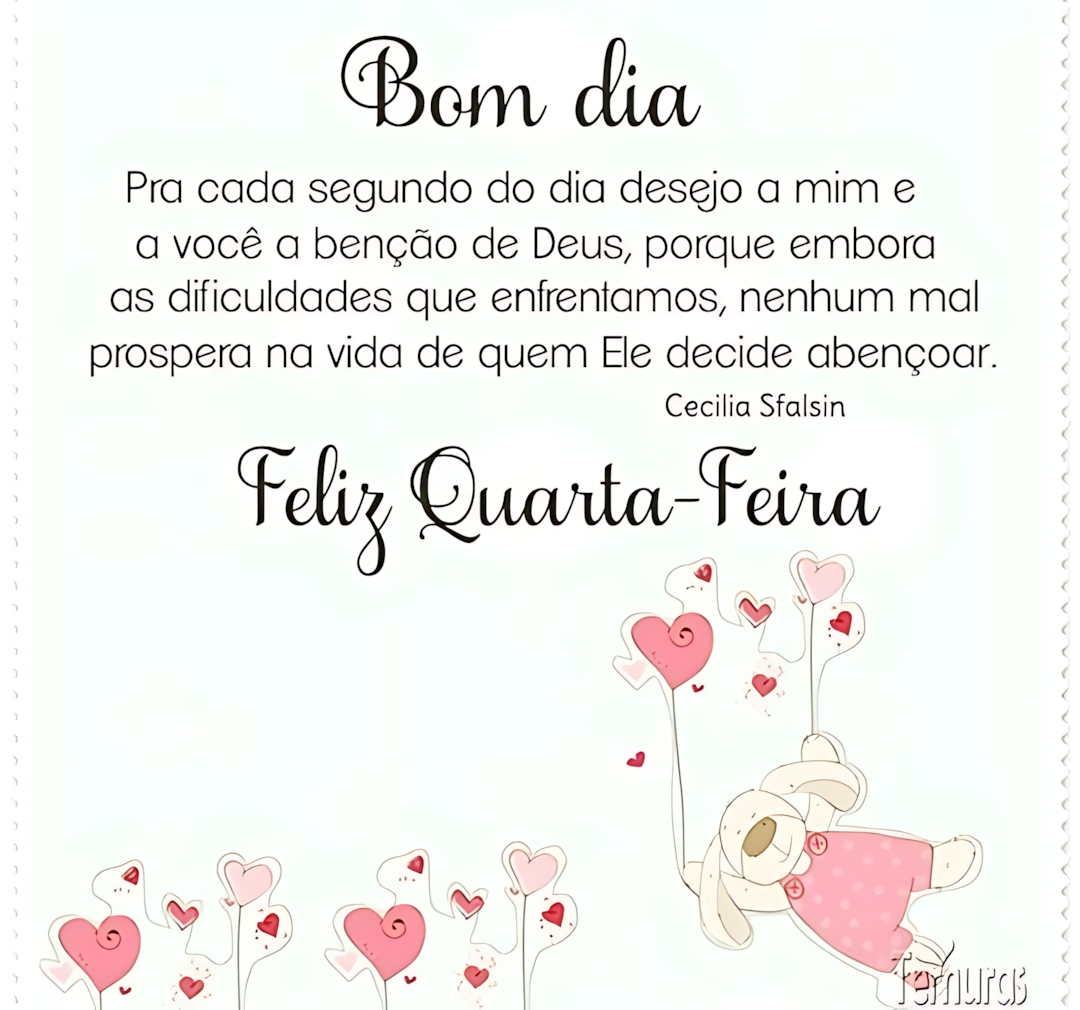 Bom dia
Pra cada segundo do dia desejo a mim e
a você a benção de Deus, porque embora
as dificuldades que enfrentamos, nenhum mal
prospera na vida de quem Ele decide abençoar.
Cecilia Sfalsin
Feliz Quarta-Feira
Ternuras